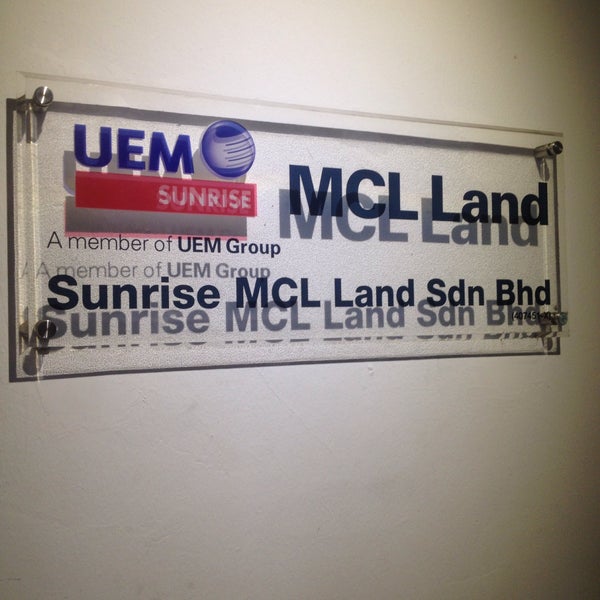 UEM
SUNRISE
MCL Land
A member of UEM Group
Sunrise MCL Land Sdn Bhd